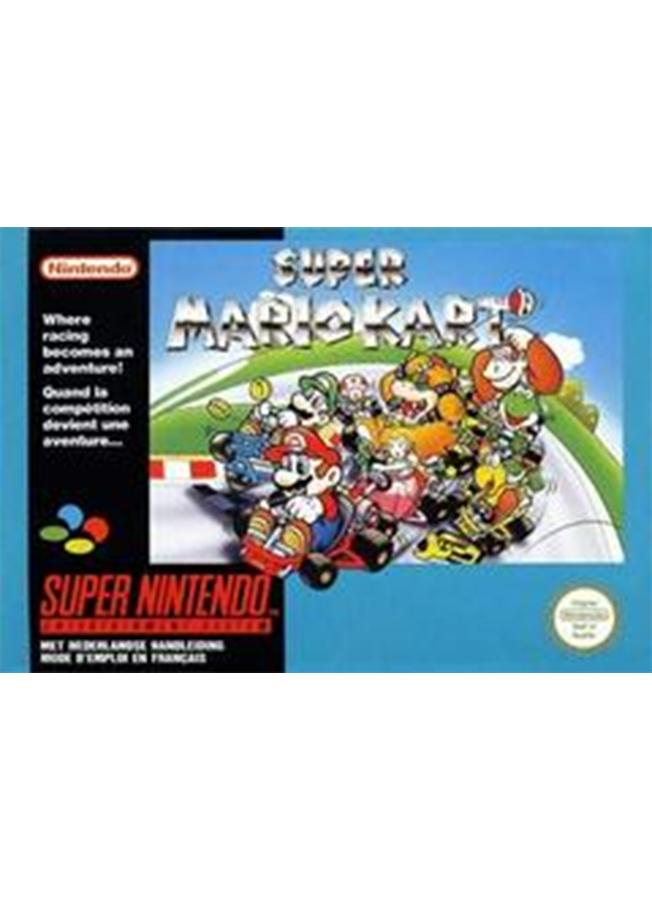 Nintendo
SUPER
MARIO KART
Where
racing
becomes an
adventure!
Quand la
compétition
devient une
aventure...
SUPER NINTENDO
ENTERTAINMENT SYSTEM
MET NEDERLANDSE HANDLEIDING
MODE D'EMPLOI EN FRANÇAIS
Nintendo